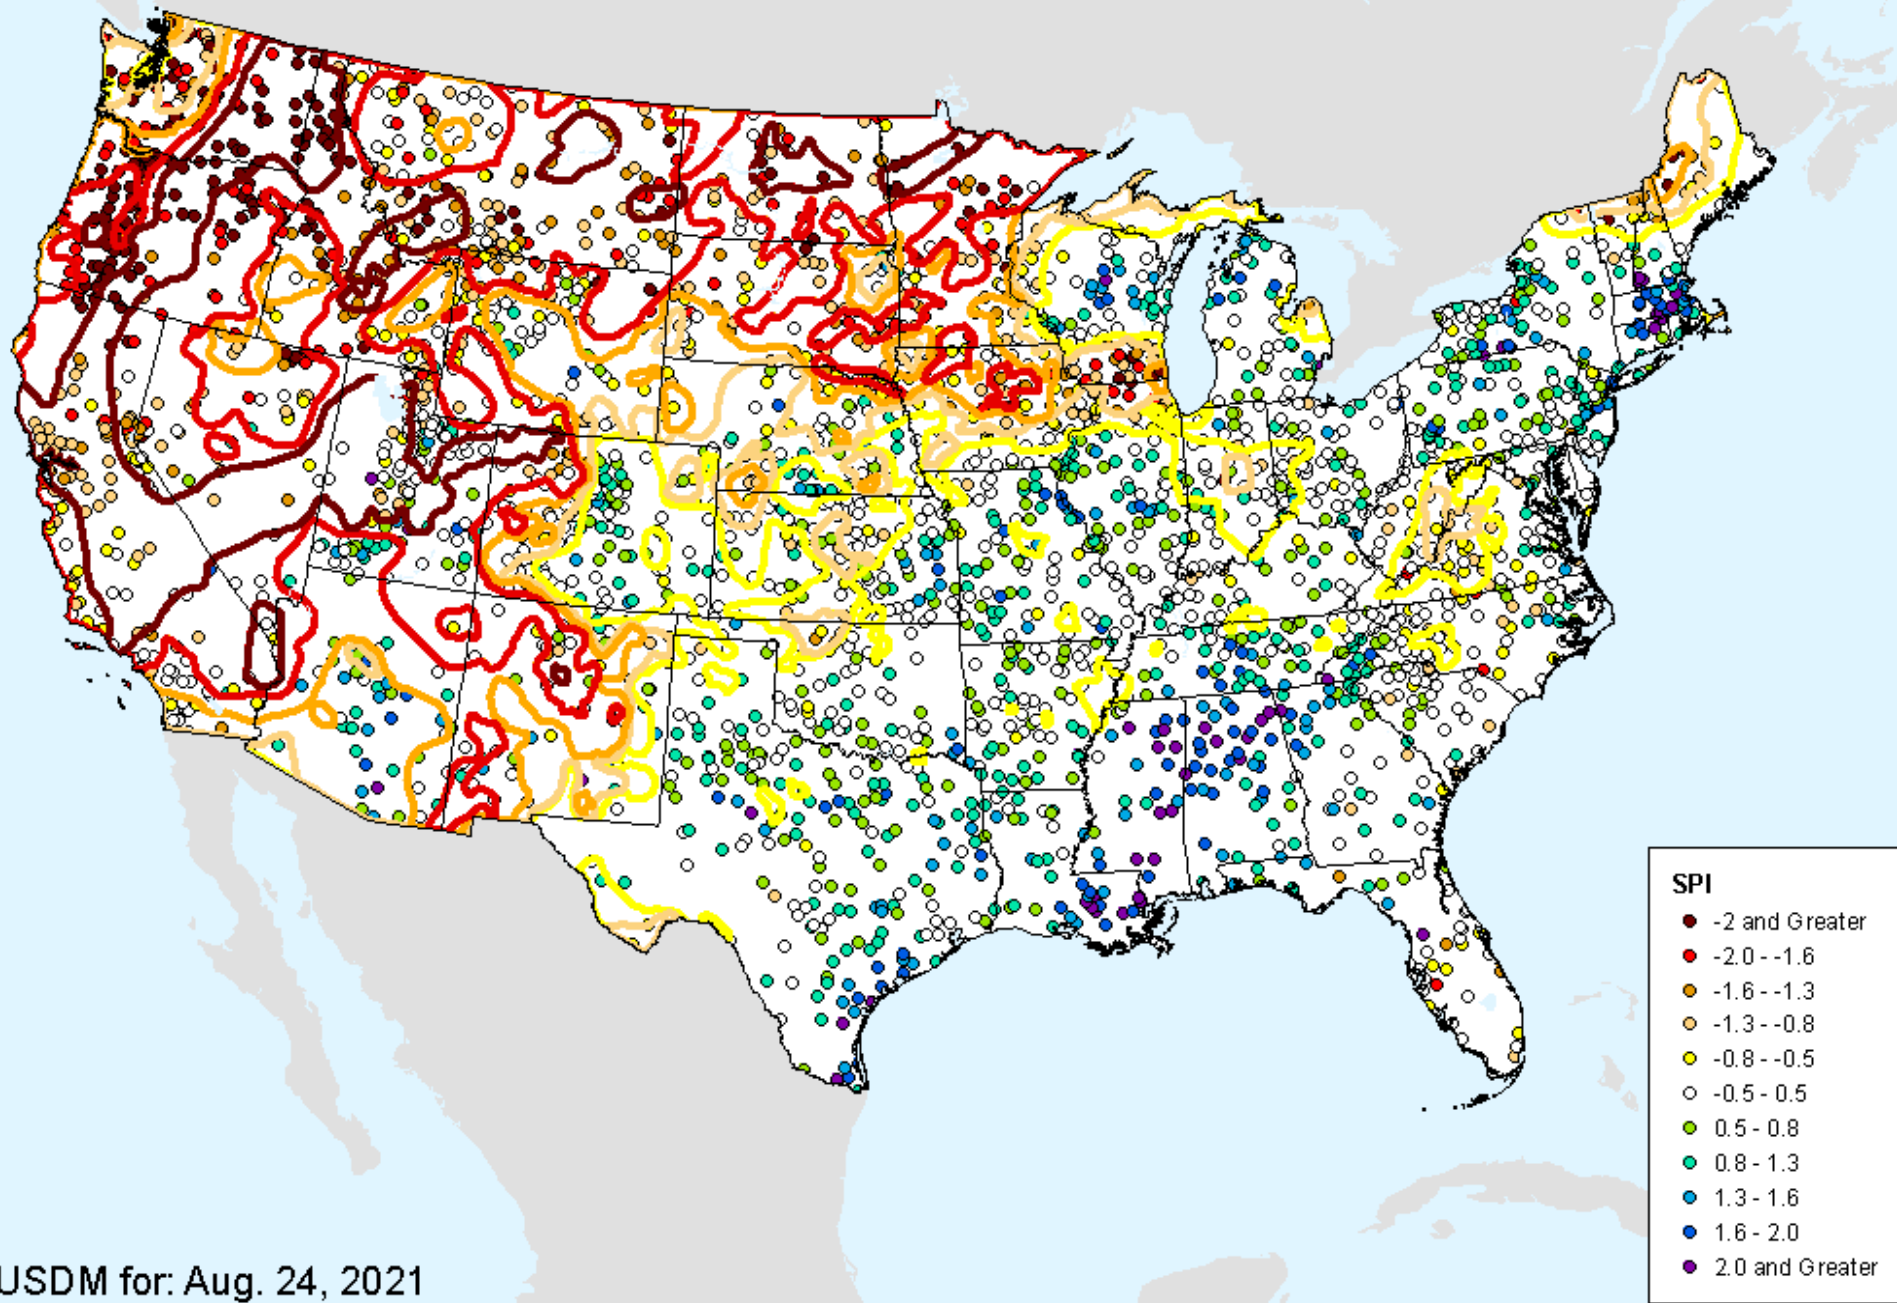 SPI
-2 and Greater
-2.0 - -1.6
-1.6 - -1.3
-1.3 - -0.8
-0.8 - -0.5
-0.5 - 0.5
0.5 - 0.8
0.8 - 1.3
1.3 - 1.6
1.6 - 2.0
2.0 and Greater
USDM for: Aug. 24, 2021